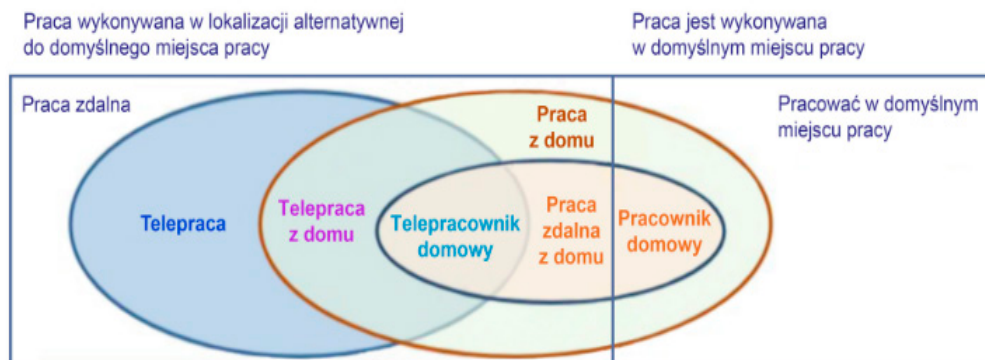 Praca wykonywana w lokalizacji alternatywnej
do domyślnego miejsca pracy
Praca jest wykonywana
w domyślnym miejscu pracy
Praca zdalna
Praca
z domu
Pracować w domyślnym
miejscu pracy
Telepraca
Telepraca
z domu
Telepracownik
domowy
Praca
zdalna
z domu
Pracownik
domowy